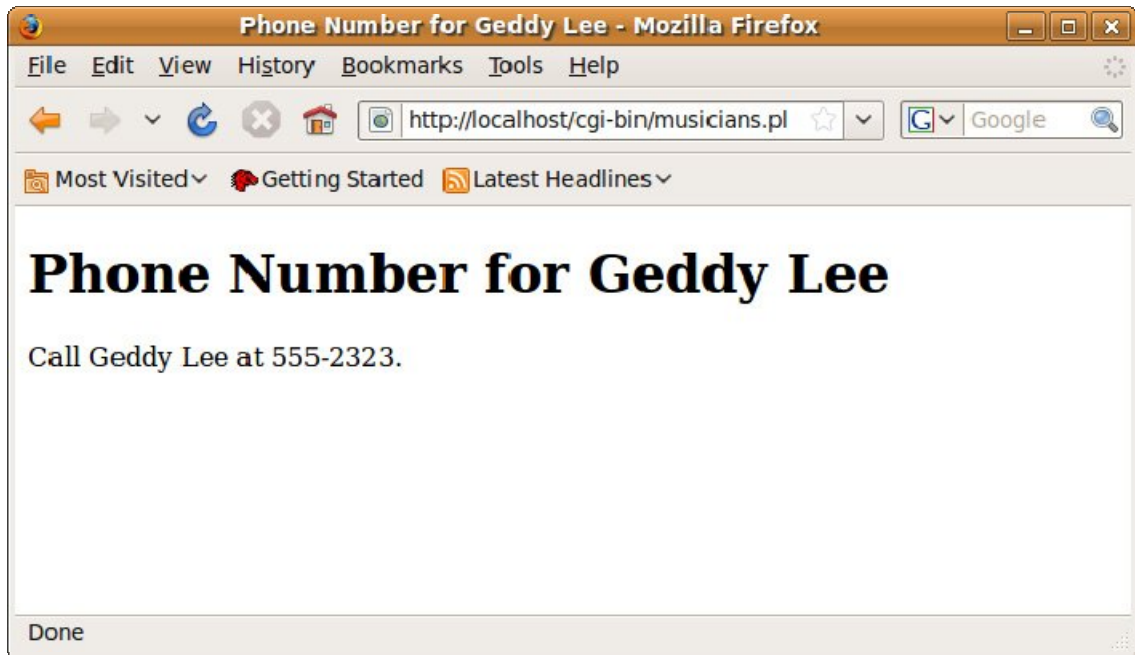 Phone Number for Geddy Lee - Mozilla Firefox
File Edit View History Bookmarks Tools Help
http://localhost/cgi-bin/musicians.pl G Google
Most Visited Getting Started Latest Headlines
Phone Number for Geddy Lee
Call Geddy Lee at 555-2323.
Done